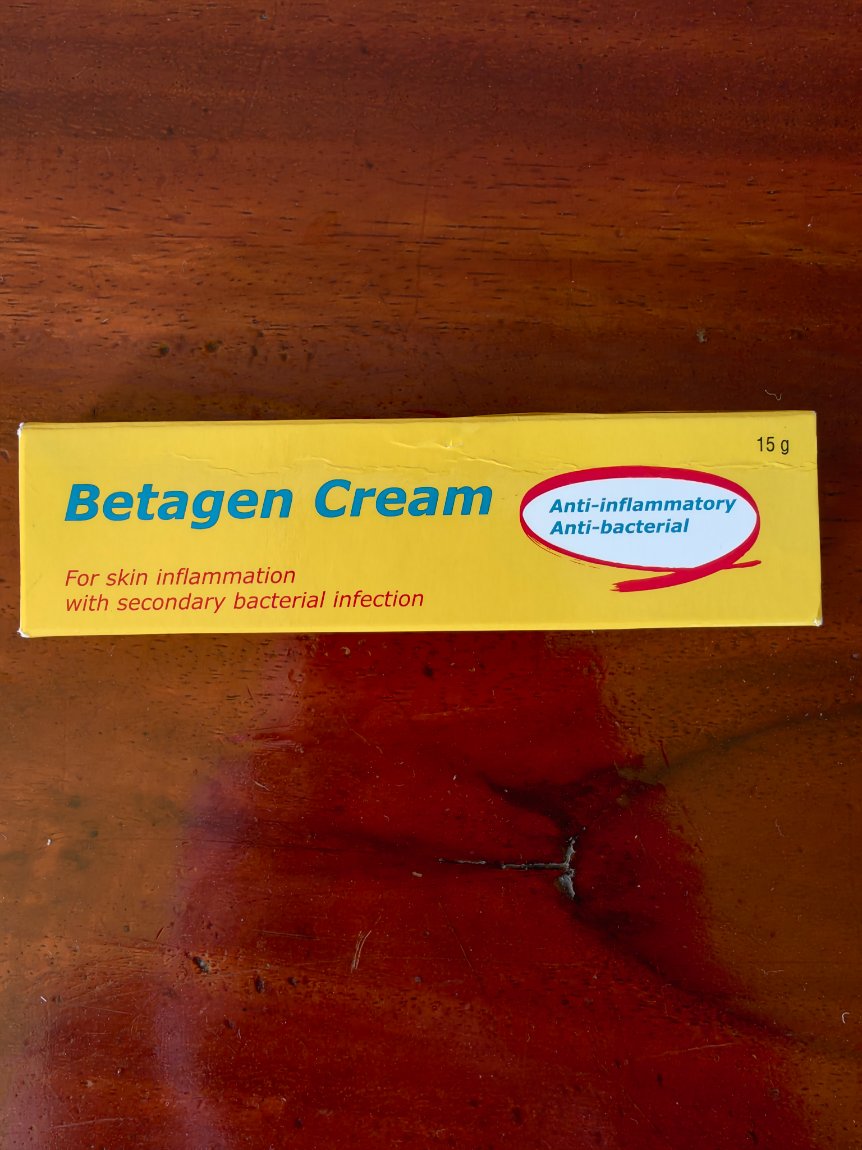 15 g
Betagen Cream
Anti-inflammatory
Anti-bacterial
For skin inflammation
with secondary bacterial infection